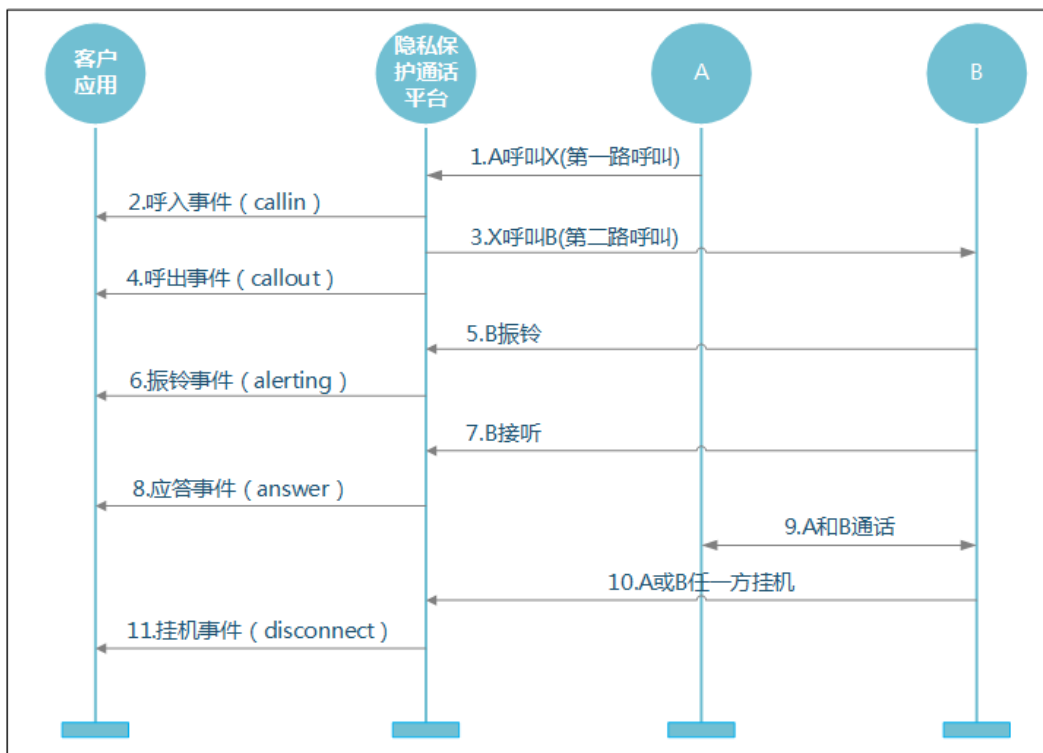 客户
应用
隐私保
护通话
平台
A
B
1.A呼叫X(第一路呼叫)
2.呼入事件（callin）
3.X呼叫B(第二路呼叫)
4.呼出事件（callout）
5.B振铃
6.振铃事件（alerting）
7.B接听
8.应答事件（answer）
9.A和B通话
10.A或B任一方挂机
11.挂机事件（disconnect）